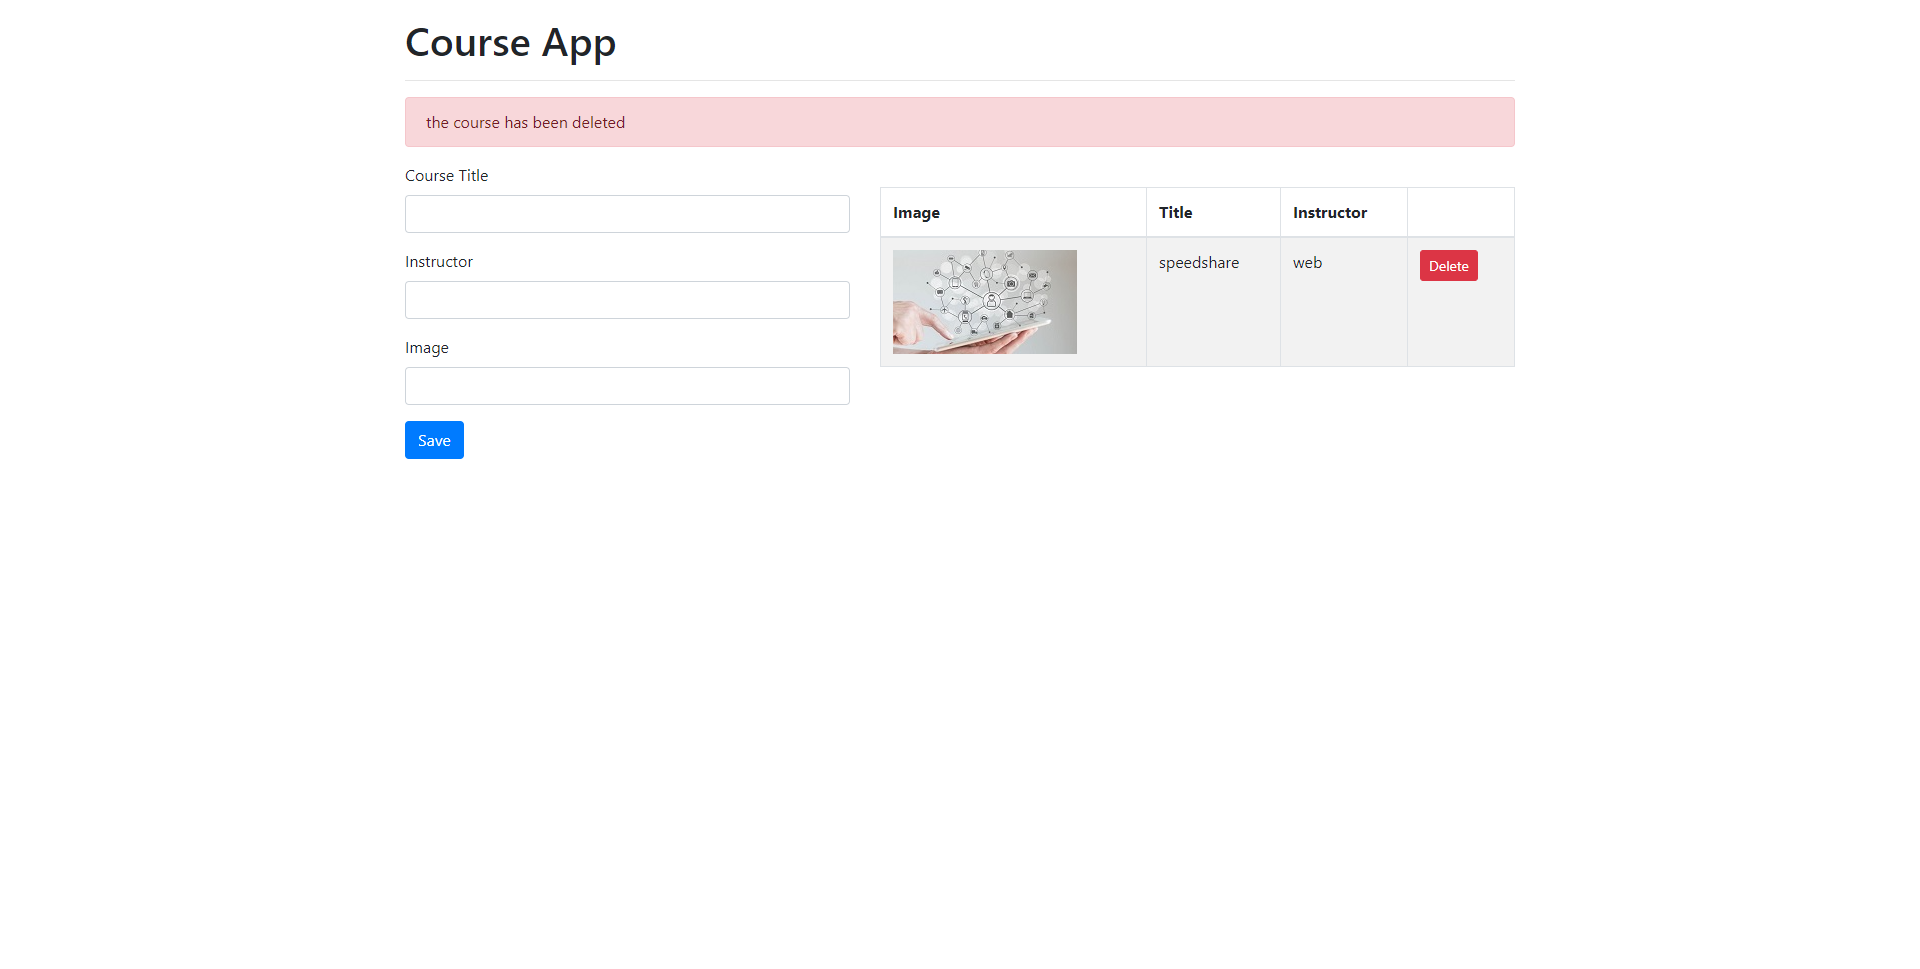 Course App
the course has been deleted
Course Title
Instructor
Image
Save
Image Title Instructor
speedshare web Delete